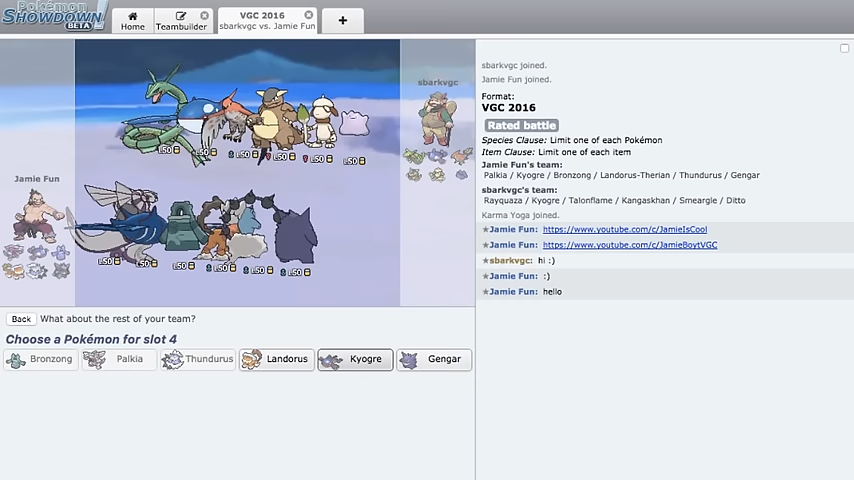 Pokémon
Showdown!
BETA
Home
Teambuilder
VGC 2016
sbarkvgc vs. Jamie Fun
+
sbarkvgc
L50 L50 L50 L50 L50 L50
Jamie Fun
L50 L50 L50 L50 L50 L50
Back What about the rest of your team?
Choose a Pokémon for slot 4
Bronzong Palkia Thundurus Landorus Kyogre Gengar
sbarkvgc joined.
Jamie Fun joined.
Format:
VGC 2016
Rated battle
Species Clause: Limit one of each Pokémon
Item Clause: Limit one of each item
Jamie Fun's team:
Palkia / Kyogre / Bronzong / Landorus-Therian / Thundurus / Gengar
sbarkvgc's team:
Rayquaza / Kyogre / Talonflame / Kangaskhan / Smeargle / Ditto
Karma Yoga joined.
★Jamie Fun: https://www.youtube.com/c/JamieIsCool
★Jamie Fun: https://www.youtube.com/c/JamieBoytVGC
★sbarkvgc: hi :)
★Jamie Fun: :)
★Jamie Fun: hello